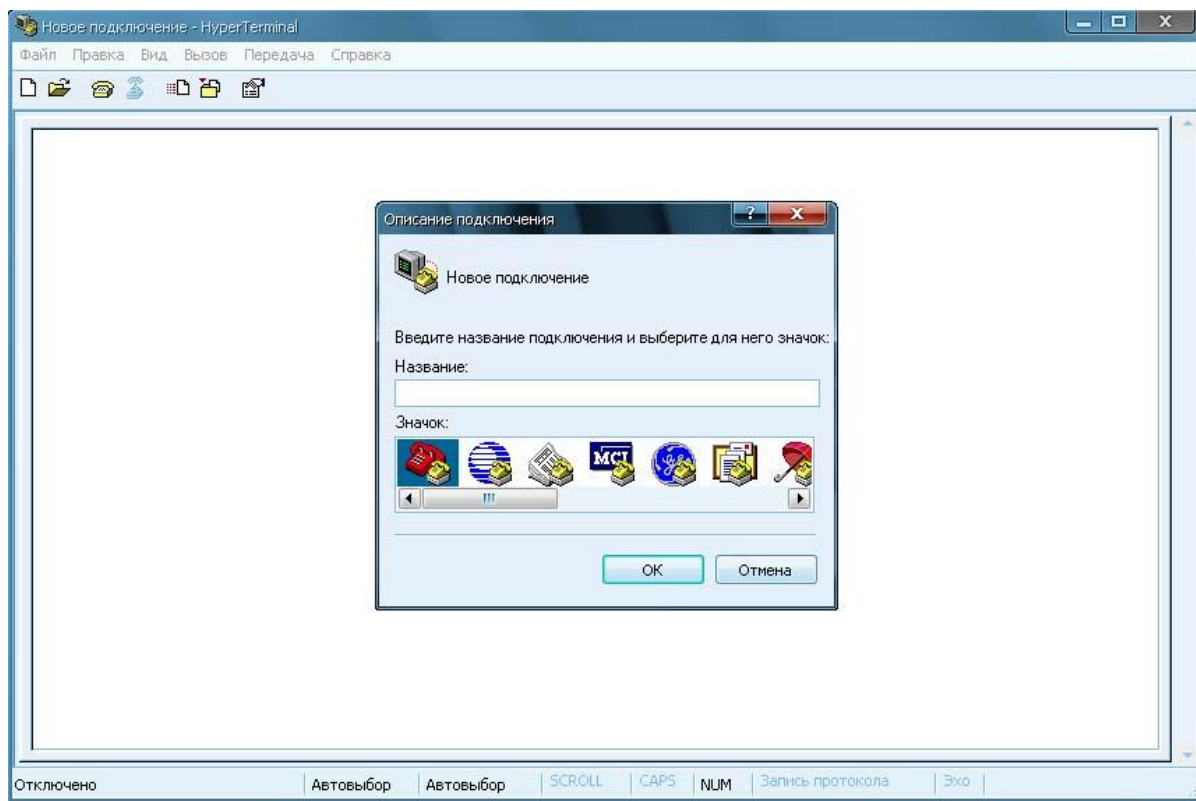 Новое подключение - HyperTerminal
Файл Правка Вид Вызов Передача Справка
Описание подключения
Новое подключение
Введите название подключения и выберите для него значок:
Название:
Значок:
MCI
ОК Отмена
Отключено Автовыбор Автовыбор SCROLL CAPS NUM Запись протокола Эхо